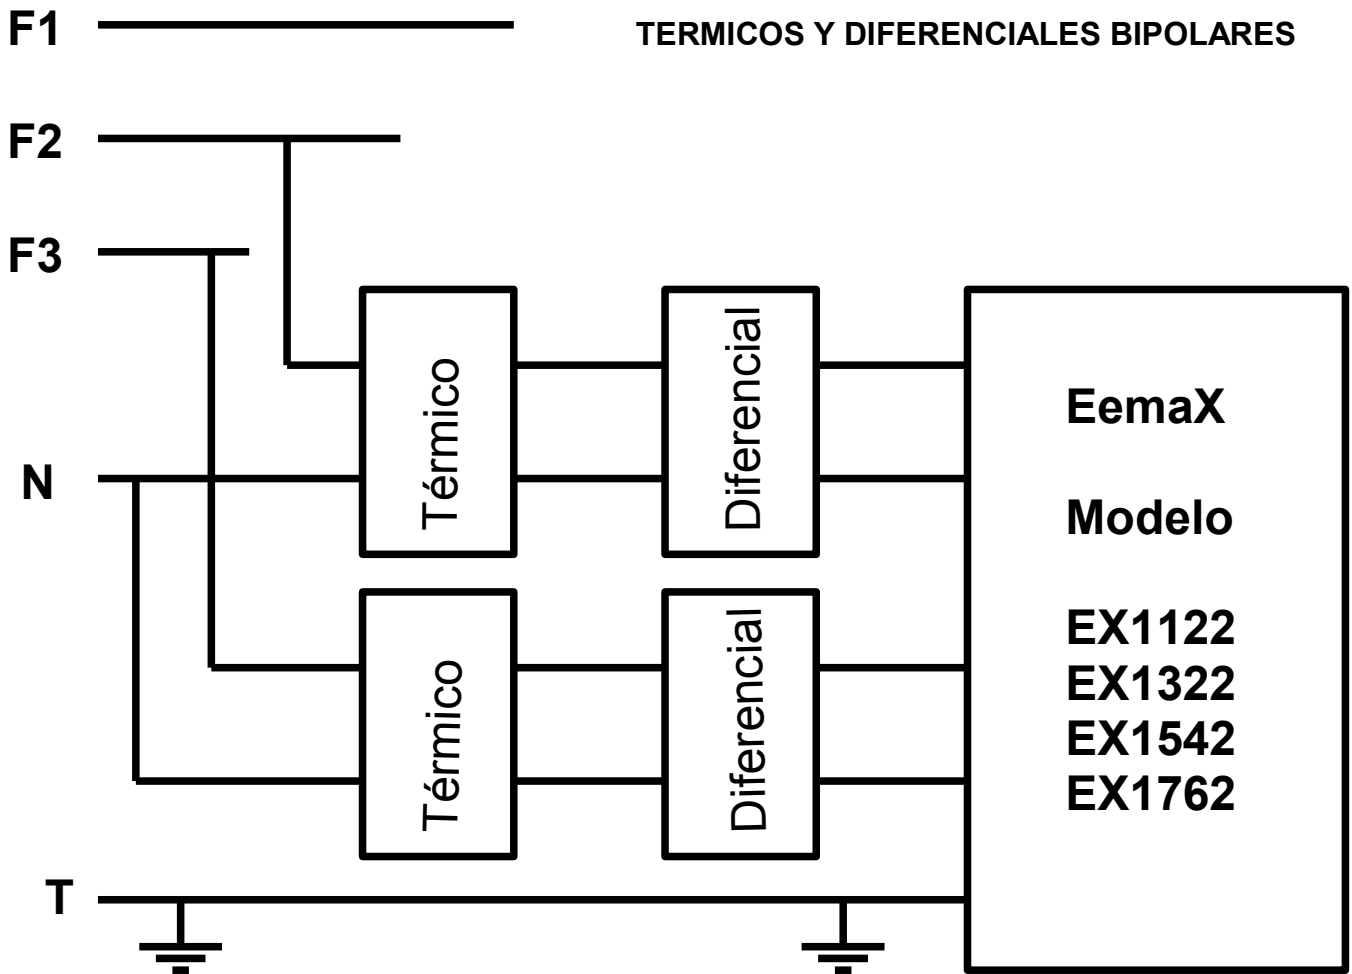 F1
TERMICOS Y DIFERENCIALES BIPOLARES
F2
F3
N
T
Térmico
Diferencial
Térmico
Diferencial
EemaX
Modelo
EX1122
EX1322
EX1542
EX1762